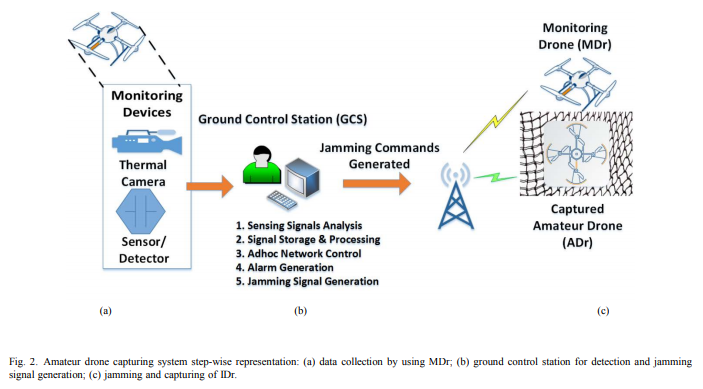 Monitoring
Devices
Thermal
Camera
Sensor/
Detector
(a)
Ground Control Station (GCS)
1. Sensing Signals Analysis
2. Signal Storage & Processing
3. Adhoc Network Control
4. Alarm Generation
5. Jamming Signal Generation
(b)
Jamming Commands
Generated
Monitoring
Drone (MDr)
Captured
Amateur Drone
(ADr)
(c)
Fig. 2. Amateur drone capturing system step-wise representation: (a) data collection by using MDr; (b) ground control station for detection and jamming
signal generation; (c) jamming and capturing of IDr.